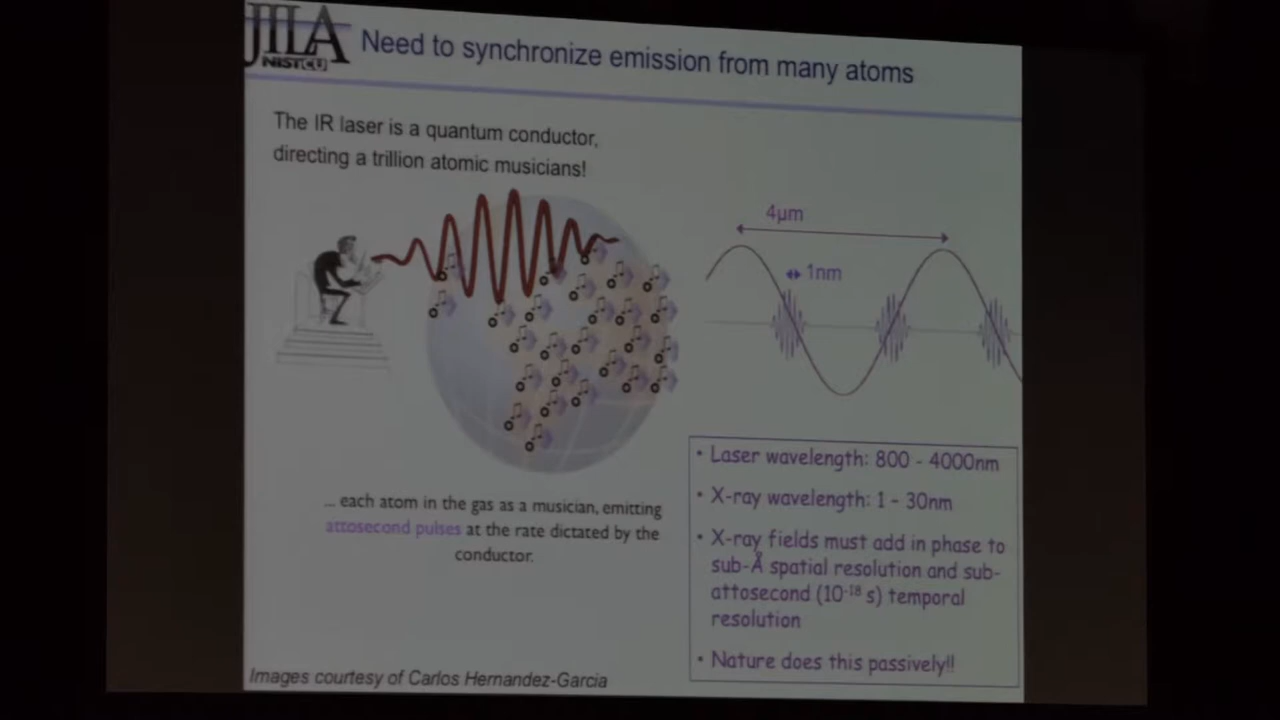 JILA
NIST CU
Need to synchronize emission from many atoms
The IR laser is a quantum conductor,
directing a trillion atomic musicians!
4µm
1nm
• Laser wavelength: 800 - 4000nm
• X-ray wavelength: 1 - 30nm
• X-ray fields must add in phase to
sub-Å spatial resolution and sub-
attosecond (10⁻¹⁸ s) temporal
resolution
• Nature does this passively!!
... each atom in the gas as a musician, emitting
attosecond pulses at the rate dictated by the
conductor.
Images courtesy of Carlos Hernandez-Garcia